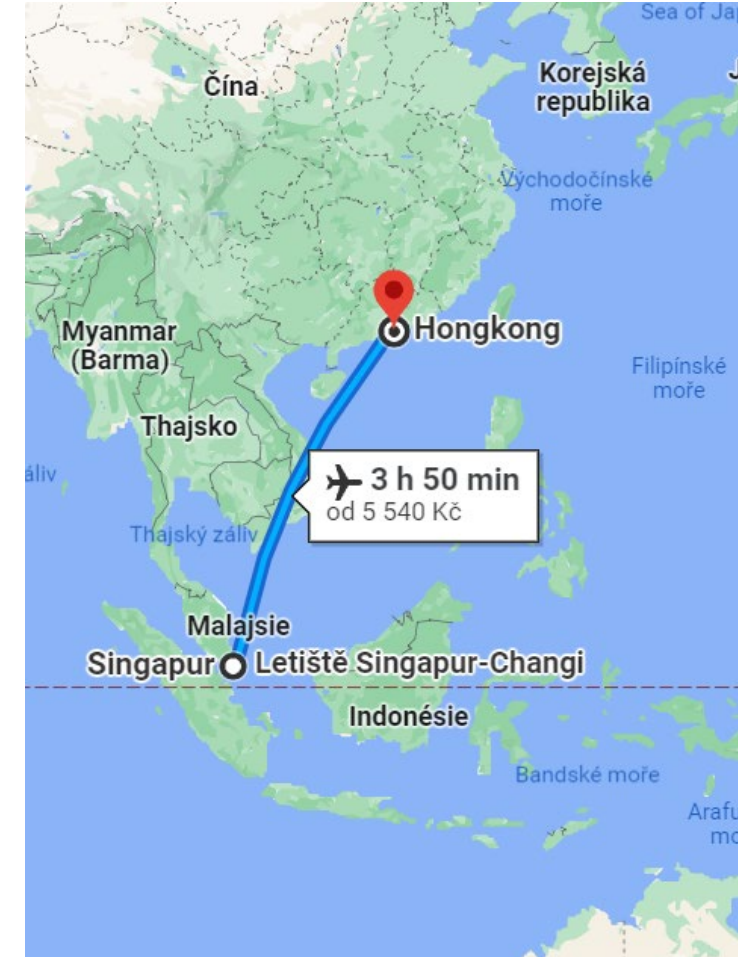 Sea of Ja
Čína
Korejská
republika
J
Východočínské
moře
Hongkong
Myanmar
(Barma)
Filipínské
moře
Thajsko
áliv
3 h 50 min
od 5 540 Kč
Thajský záliv
Malajsie
Singapur
Letiště Singapur-Changi
Indonésie
Bandské moře
Arafu
mo